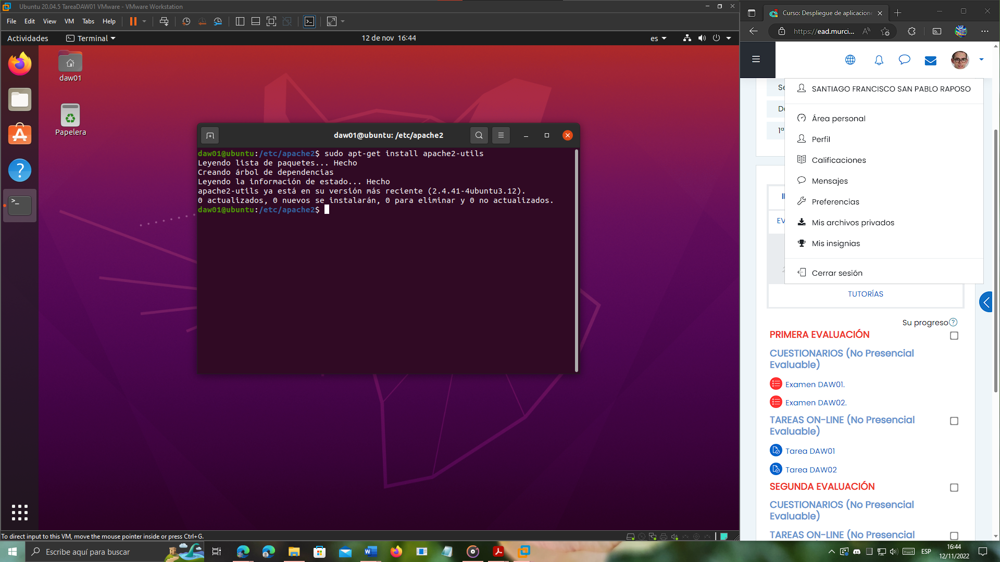 Ubuntu 20.04.5 TareaDAW01 VMware - VMware Workstation
File Edit View VM Tabs Help
Actividades
Terminal
12 de nov 16:44
es
daw01
Papelera
daw01@ubuntu: /etc/apache2
daw01@ubuntu:/etc/apache2$ sudo apt-get install apache2-utils
Leyendo lista de paquetes... Hecho
Creando árbol de dependencias
Leyendo la información de estado... Hecho
apache2-utils ya está en su versión más reciente (2.4.41-4ubuntu3.12).
0 actualizados, 0 nuevos se instalarán, 0 para eliminar y 0 no actualizados.
daw01@ubuntu:/etc/apache2$
To direct input to this VM, move the mouse pointer inside or press Ctrl+G.
Curso: Despliegue de aplicacione
https://ead.murci...
SANTIAGO FRANCISCO SAN PABLO RAPOSO
Área personal
Perfil
Calificaciones
Mensajes
Preferencias
Mis archivos privados
Mis insignias
Cerrar sesión
1ª
EV
TUTORÍAS
Su progreso
PRIMERA EVALUACIÓN
CUESTIONARIOS (No Presencial
Evaluable)
Examen DAW01.
Examen DAW02.
TAREAS ON-LINE (No Presencial
Evaluable)
Tarea DAW01
Tarea DAW02
SEGUNDA EVALUACIÓN
CUESTIONARIOS (No Presencial
Evaluable)
TAREAS ON-LINE (No Presencial
Escribe aquí para buscar
ESP
16:44
12/11/2022